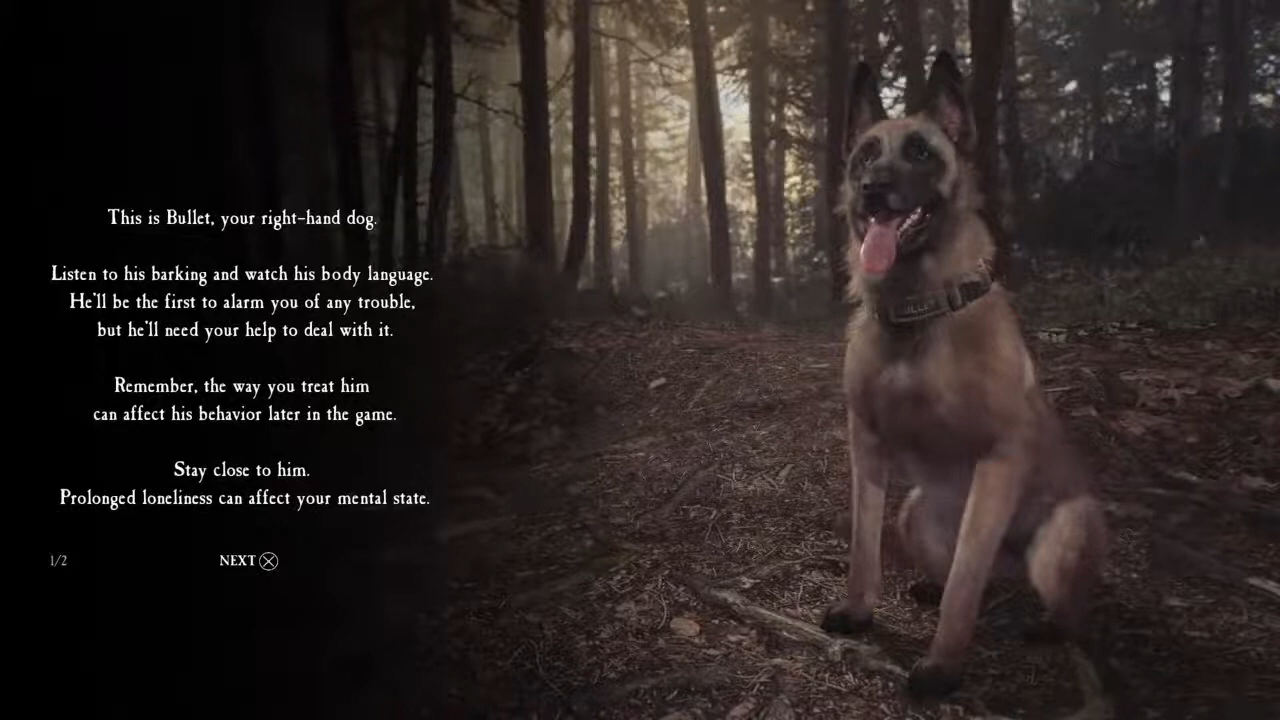 This is Bullet, your right-hand dog.
Listen to his barking and watch his body language.
He'll be the first to alarm you of any trouble,
but he'll need your help to deal with it.
Remember, the way you treat him
can affect his behavior later in the game.
Stay close to him.
Prolonged loneliness can affect your mental state.
1/2
NEXT
BULLET